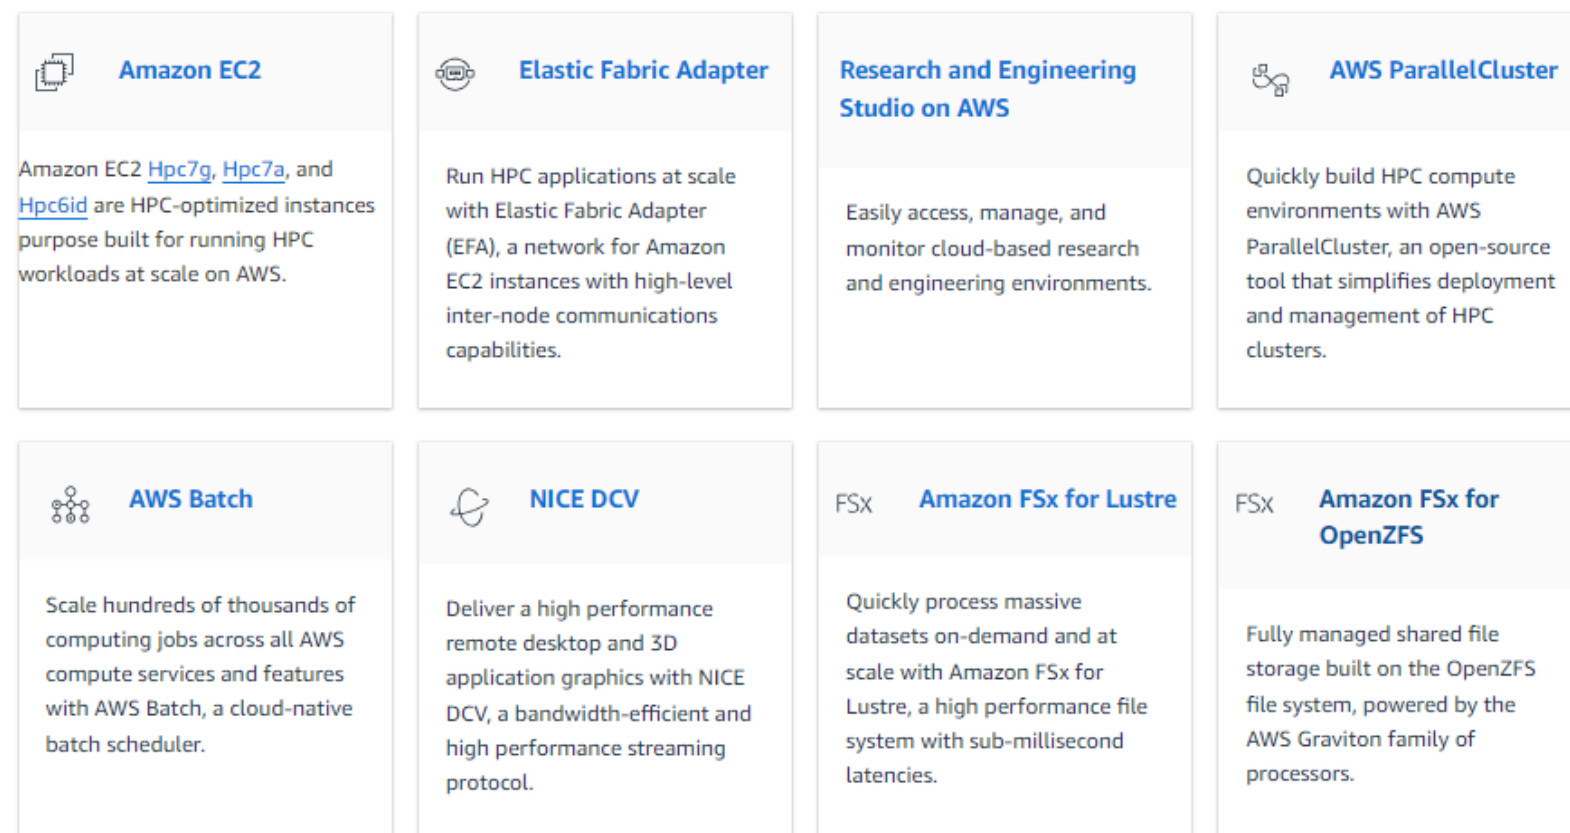 Amazon EC2
Amazon EC2 Hpc7g, Hpc7a, and
Hpc6id are HPC-optimized instances
purpose built for running HPC
workloads at scale on AWS.
Elastic Fabric Adapter
Run HPC applications at scale
with Elastic Fabric Adapter
(EFA), a network for Amazon
EC2 instances with high-level
inter-node communications
capabilities.
Research and Engineering
Studio on AWS
Easily access, manage, and
monitor cloud-based research
and engineering environments.
AWS ParallelCluster
Quickly build HPC compute
environments with AWS
ParallelCluster, an open-source
tool that simplifies deployment
and management of HPC
clusters.
AWS Batch
Scale hundreds of thousands of
computing jobs across all AWS
compute services and features
with AWS Batch, a cloud-native
batch scheduler.
NICE DCV
Deliver a high performance
remote desktop and 3D
application graphics with NICE
DCV, a bandwidth-efficient and
high performance streaming
protocol.
FSx
Amazon FSx for Lustre
Quickly process massive
datasets on-demand and at
scale with Amazon FSx for
Lustre, a high performance file
system with sub-millisecond
latencies.
FSx
Amazon FSx for
OpenZFS
Fully managed shared file
storage built on the OpenZFS
file system, powered by the
AWS Graviton family of
processors.